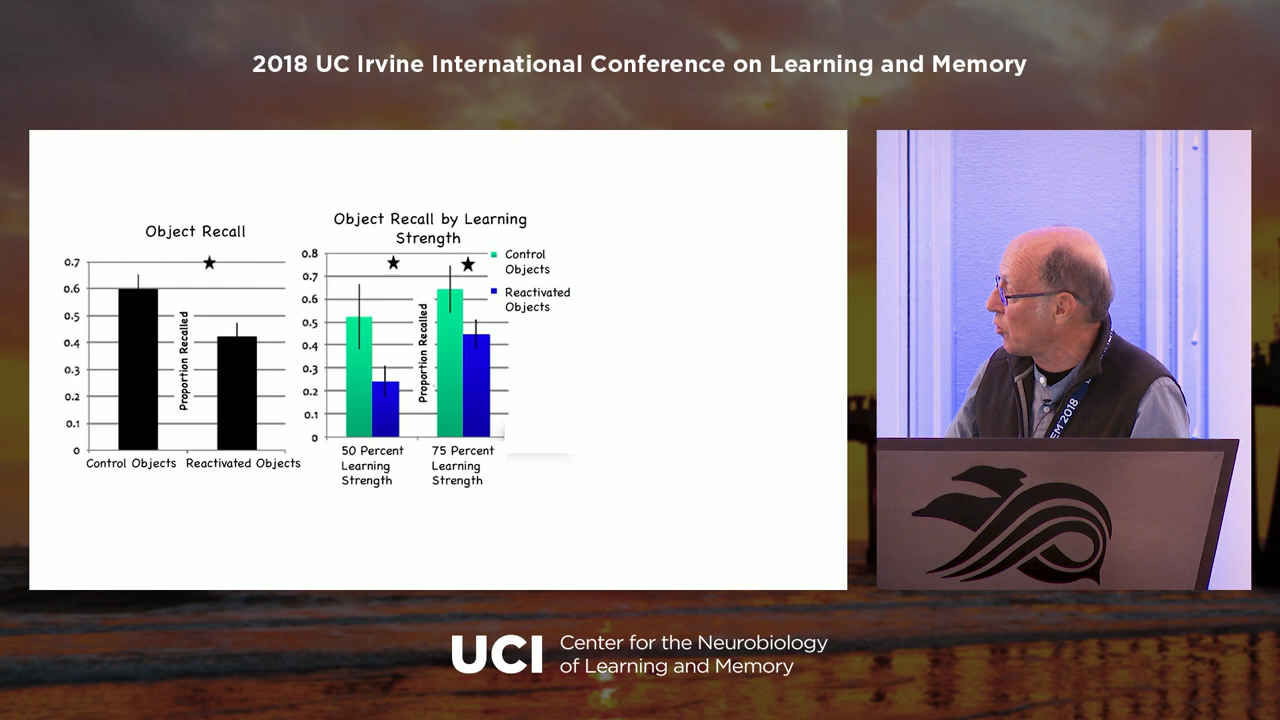 2018 UC Irvine International Conference on Learning and Memory
Object Recall
0.7
0.6
0.5
0.4
0.3
0.2
0.1
0
Proportion Recalled
Control Objects
Reactivated Objects
Object Recall by Learning
Strength
0.8
0.7
0.6
0.5
0.4
0.3
0.2
0.1
0
Proportion Recalled
50 Percent
Learning
Strength
75 Percent
Learning
Strength
Control
Objects
Reactivated
Objects
EM 2018
UCI
Center for the Neurobiology
of Learning and Memory